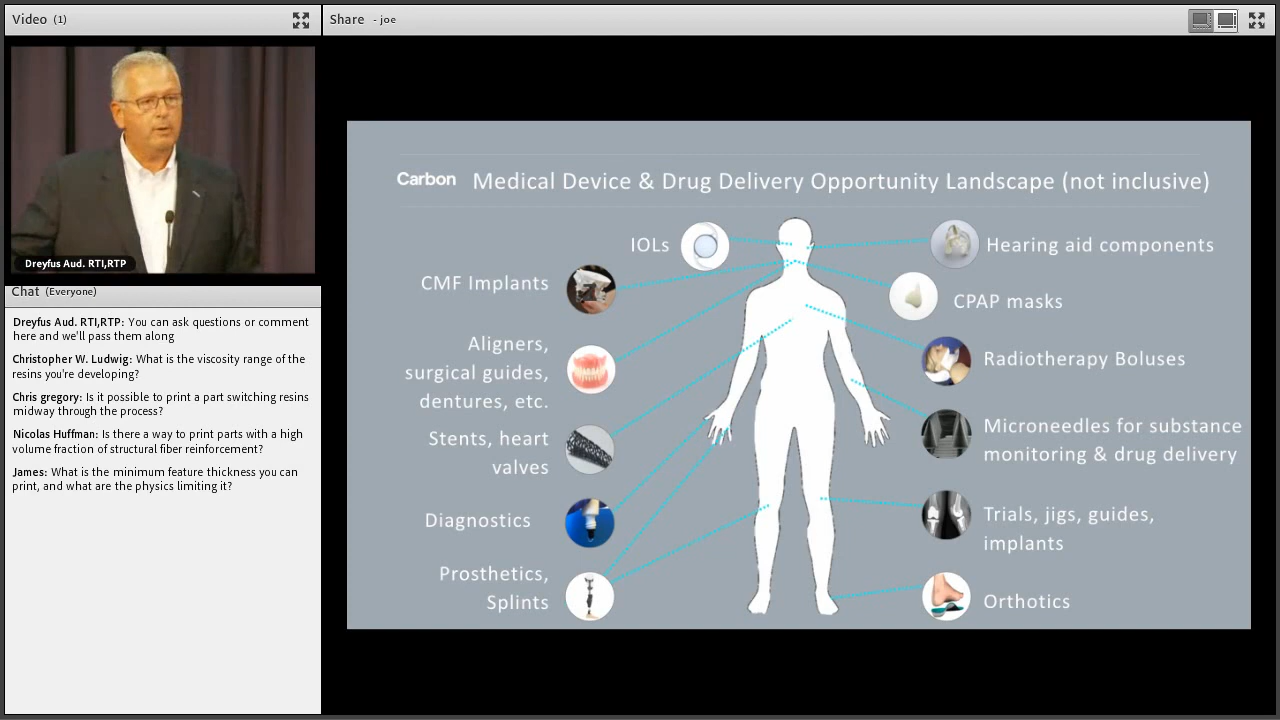 Video (1)
Share - joe
Dreyfus Aud. RTI,RTP
Chat (Everyone)
Dreyfus Aud. RTI,RTP: You can ask questions or comment
here and we'll pass them along
Christopher W. Ludwig: What is the viscosity range of the
resins you're developing?
Chris gregory: Is it possible to print a part switching resins
midway through the process?
Nicolas Huffman: Is there a way to print parts with a high
volume fraction of structural fiber reinforcement?
James: What is the minimum feature thickness you can
print, and what are the physics limiting it?
Carbon Medical Device & Drug Delivery Opportunity Landscape (not inclusive)
IOLs
CMF Implants
Aligners,
surgical guides,
dentures, etc.
Stents, heart
valves
Diagnostics
Prosthetics,
Splints
Hearing aid components
CPAP masks
Radiotherapy Boluses
Microneedles for substance
monitoring & drug delivery
Trials, jigs, guides,
implants
Orthotics